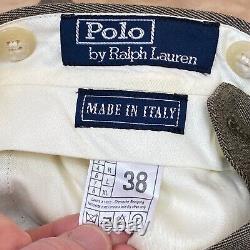 Polo
by Ralph Lauren
MADE IN ITALY
38